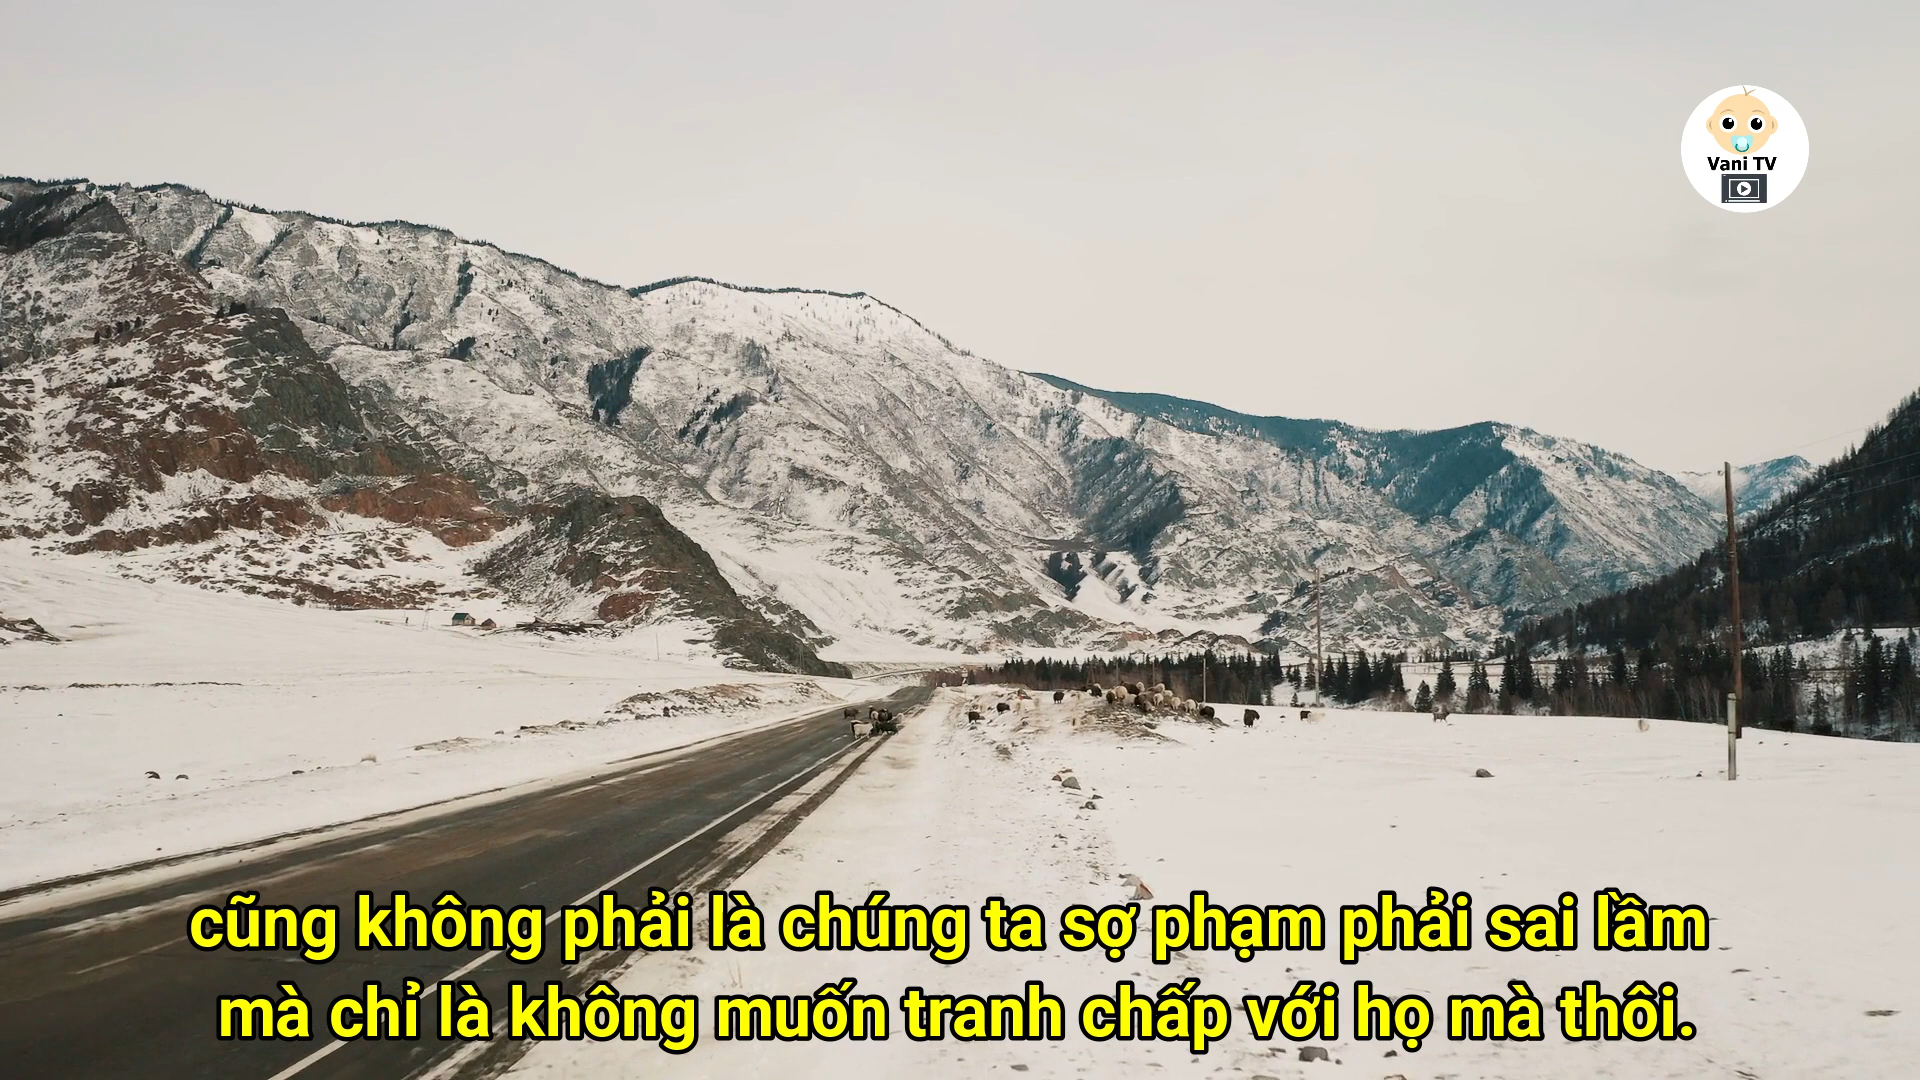 Vani TV
cũng không phải là chúng ta sợ phạm phải sai lầm
mà chỉ là không muốn tranh chấp với họ mà thôi.